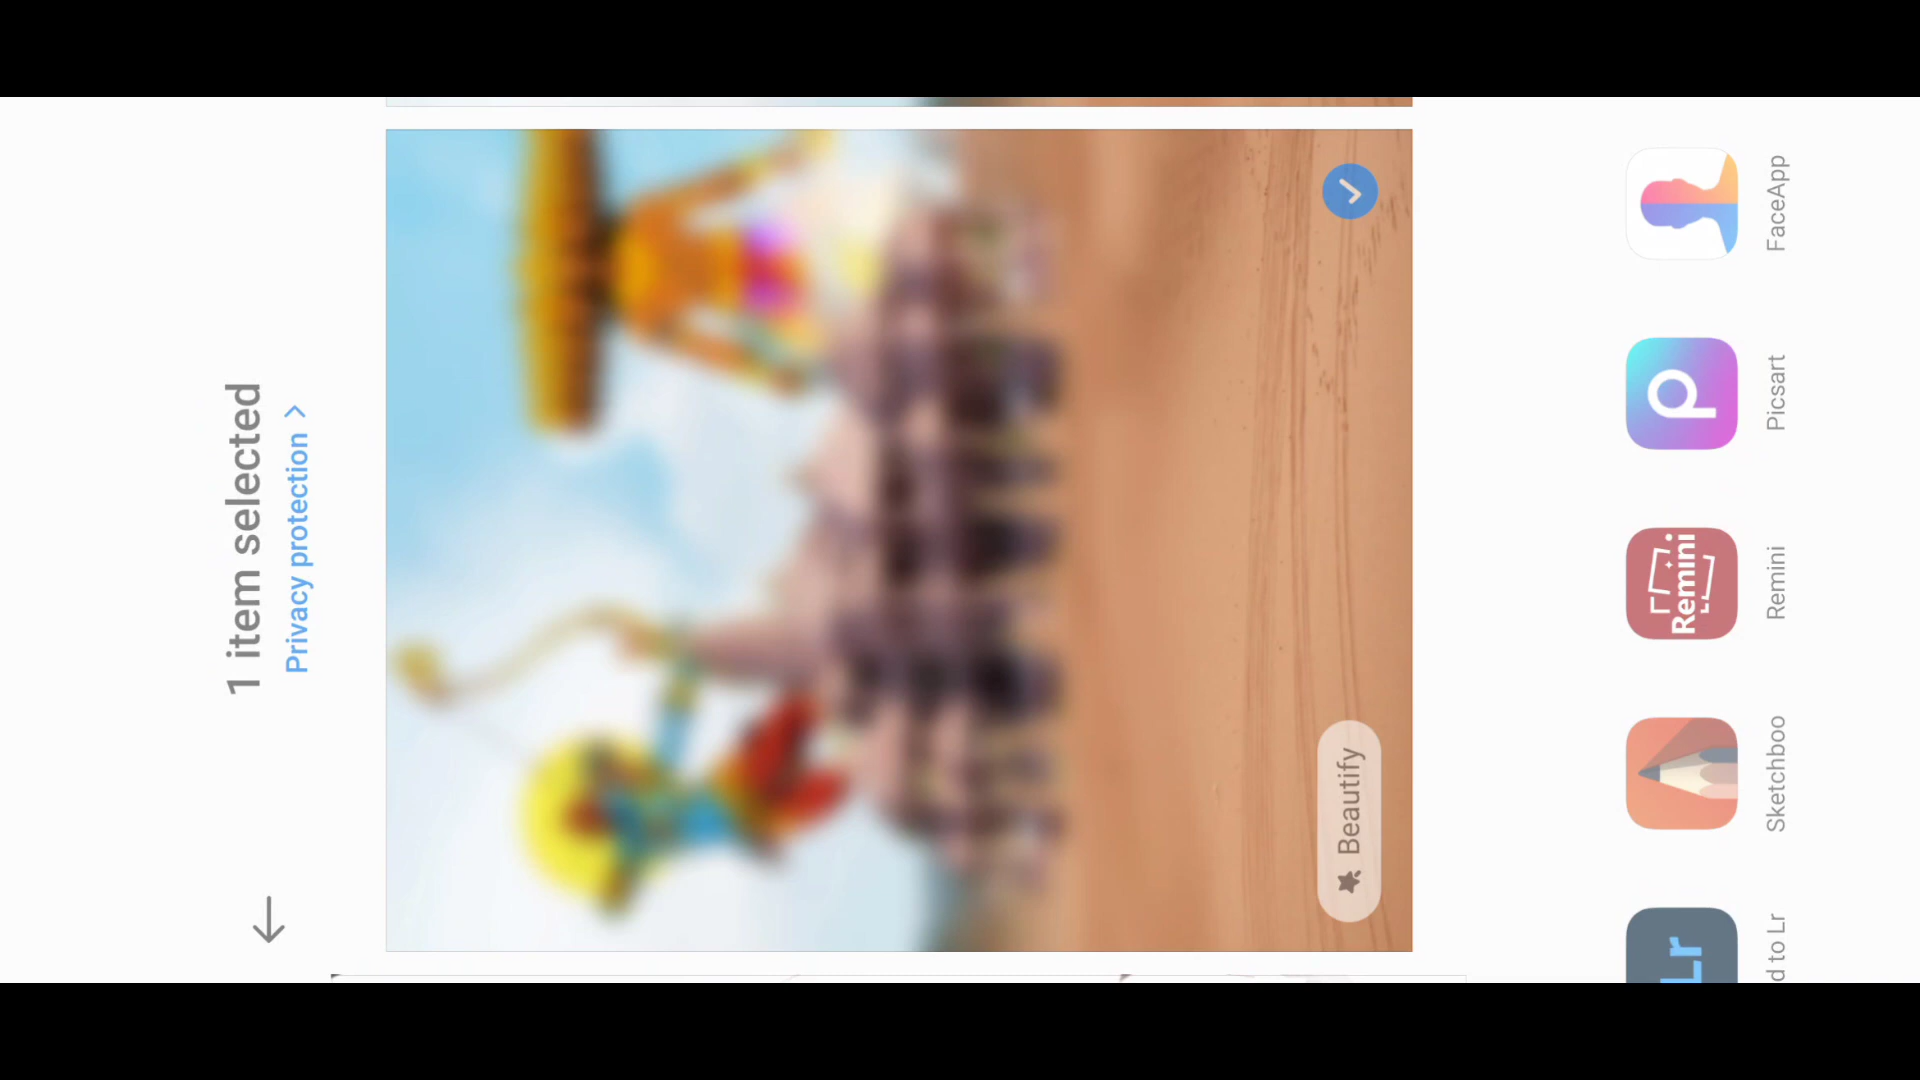 1 item selected
Privacy protection >
Beautify
Lr
Remini
d to Lr
Sketchboo
Remini
Picsart
FaceApp